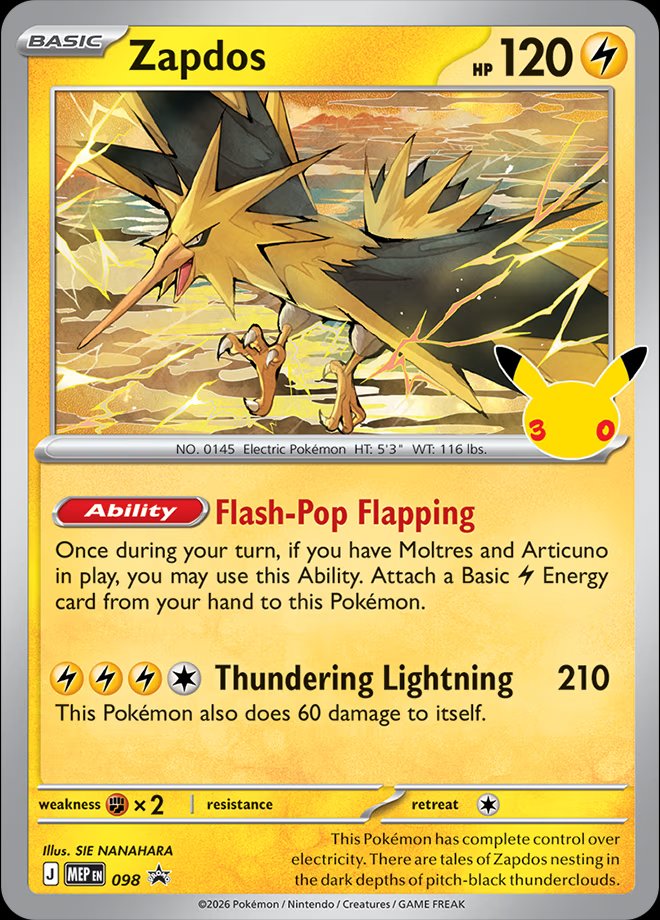 BASIC
Zapdos
HP 120
NO. 0145 Electric Pokémon HT: 5'3" WT: 116 lbs.
30
Ability Flash-Pop Flapping
Once during your turn, if you have Moltres and Articuno
in play, you may use this Ability. Attach a Basic Energy
card from your hand to this Pokémon.
Thundering Lightning 210
This Pokémon also does 60 damage to itself.
weakness ×2 resistance retreat
Illus. SIE NANAHARA
J MEP EN 098 PROMO
This Pokémon has complete control over
electricity. There are tales of Zapdos nesting in
the dark depths of pitch-black thunderclouds.
©2026 Pokémon / Nintendo / Creatures / GAME FREAK